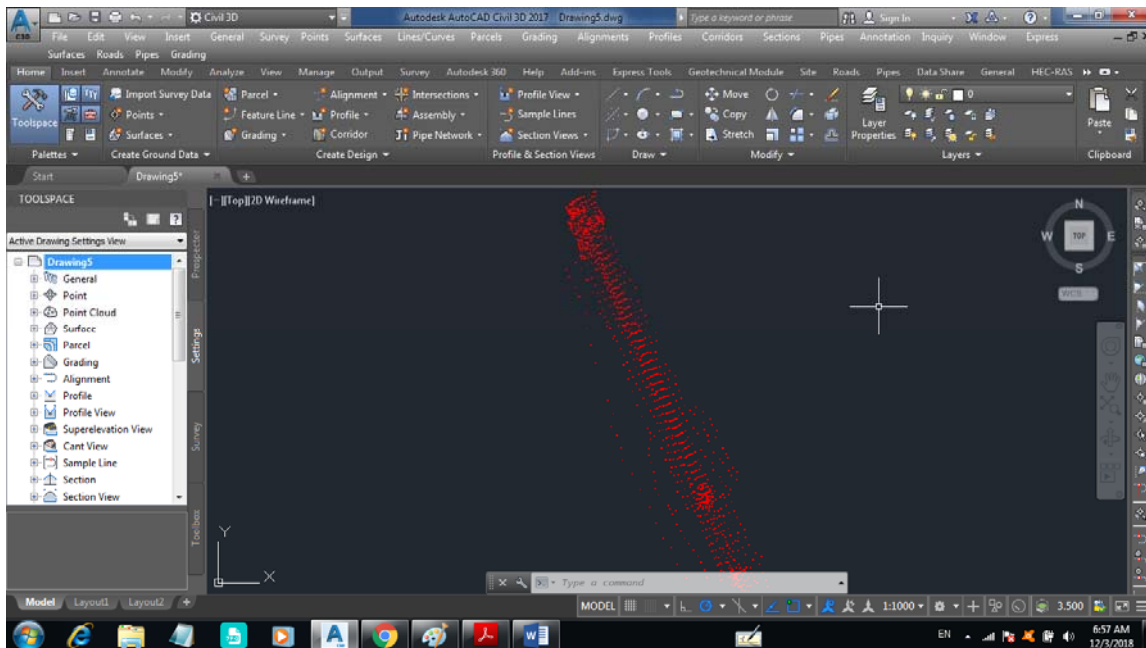 Civil 3D Autodesk AutoCAD Civil 3D 2017 Drawing5.dwg Type a keyword or phrase Sign In
File Edit View Insert General Survey Points Surfaces Lines/Curves Parcels Grading Alignments Profiles Corridors Sections Pipes Annotation Inquiry Window Express
Surfaces Roads Pipes Grading
Home Insert Annotate Modify Analyze View Manage Output Survey Autodesk 360 Help Add-ins Express Tools Geotechnical Module Site Roads Pipes Data Share General HEC-RAS
Toolspace Import Survey Data Parcel Alignment Intersections Profile View Move 0
Points Feature Line Profile Assembly Sample Lines Copy Layer Properties Paste
Surfaces Grading Corridor Pipe Network Section Views Stretch
Palettes Create Ground Data Create Design Profile & Section Views Draw Modify Layers Clipboard
Start Drawing5*
TOOLSPACE
[−][Top][2D Wireframe]
Active Drawing Settings View
Drawing5
General
Point
Point Cloud
Surface
Parcel
Grading
Alignment
Profile
Profile View
Superelevation View
Cant View
Sample Line
Section
Section View
Prospector
Settings
Survey
Toolbox
N
W TOP E
S
WCS
Y
X
Type a command
Model Layout1 Layout2 MODEL 1:1000 3.500
EN 6:57 AM
12/3/2018